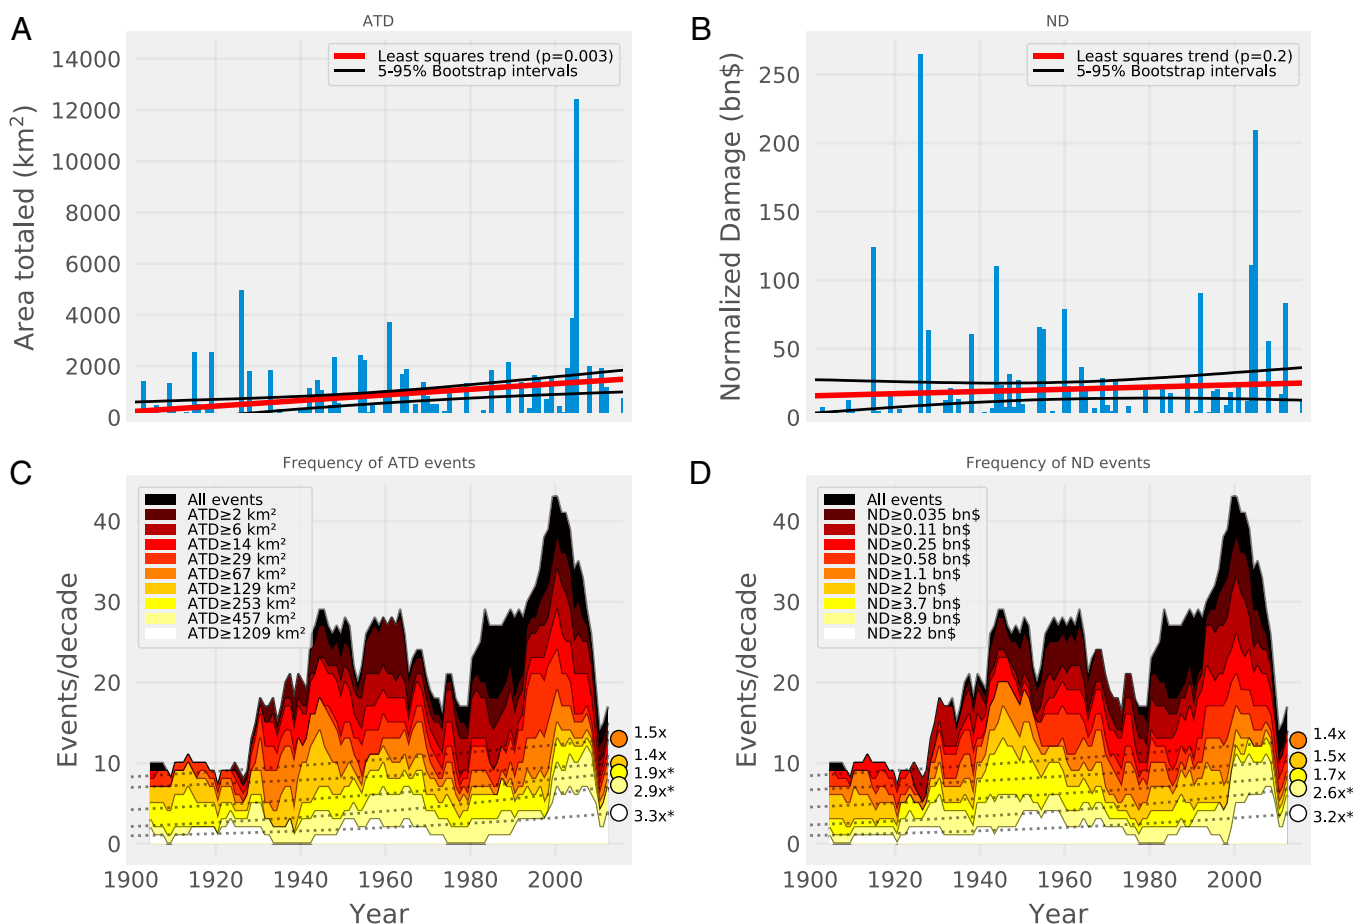 A
ATD
Least squares trend (p=0.003)
5-95% Bootstrap intervals
Area totaled (km²)
14000
12000
10000
8000
6000
4000
2000
0
B
ND
Least squares trend (p=0.2)
5-95% Bootstrap intervals
Normalized Damage (bn$)
250
200
150
100
50
0
C
Frequency of ATD events
All events
ATD≥2 km²
ATD≥6 km²
ATD≥14 km²
ATD≥29 km²
ATD≥67 km²
ATD≥129 km²
ATD≥253 km²
ATD≥457 km²
ATD≥1209 km²
Events/decade
40
30
20
10
0
1.5x
1.4x
1.9x*
2.9x*
3.3x*
1900 1920 1940 1960 1980 2000
Year
D
Frequency of ND events
All events
ND≥0.035 bn$
ND≥0.11 bn$
ND≥0.25 bn$
ND≥0.58 bn$
ND≥1.1 bn$
ND≥2 bn$
ND≥3.7 bn$
ND≥8.9 bn$
ND≥22 bn$
Events/decade
40
30
20
10
0
1.4x
1.5x
1.7x
2.6x*
3.2x*
1900 1920 1940 1960 1980 2000
Year